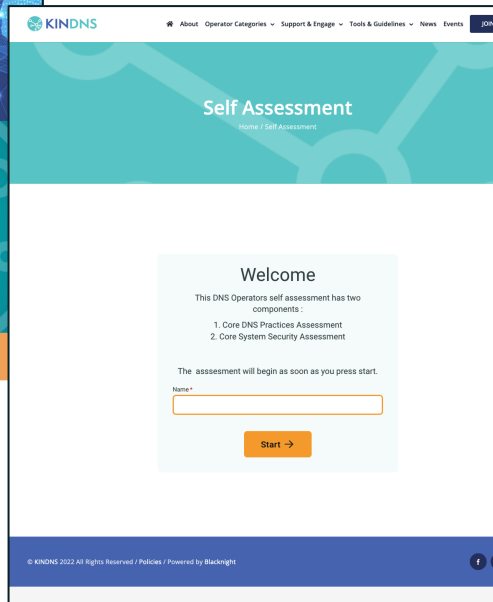 KINDNS
About Operator Categories Support & Engage Tools & Guidelines News Events
Self Assessment
Home / Self Assessment
Welcome
This DNS Operators self assessment has two
components :
1. Core DNS Practices Assessment
2. Core System Security Assessment
The asssesment will begin as soon as you press start.
Name *
Start →
© KINDNS 2022 All Rights Reserved / Policies / Powered by Blacknight
f